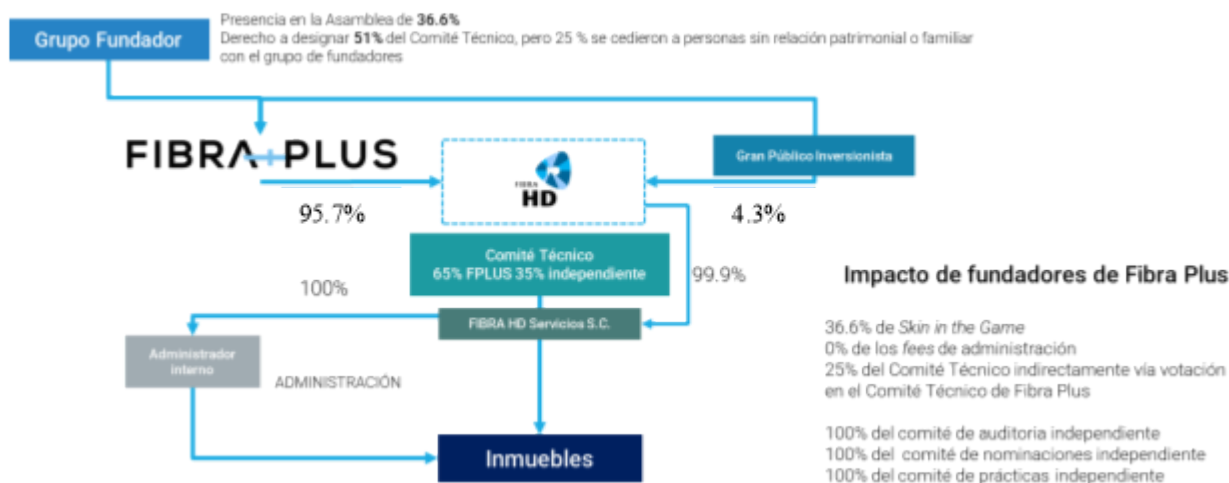 Grupo Fundador
Presencia en la Asamblea de 36.6%
Derecho a designar 51% del Comité Técnico, pero 25 % se cedieron a personas sin relación patrimonial o familiar
con el grupo de fundadores
FIBRA+PLUS
FIBRA
HD
Gran Público Inversionista
95.7%
4.3%
Comité Técnico
65% FPLUS 35% independiente
99.9%
100%
FIBRA HD Servicios S.C.
Administrador
interno
ADMINISTRACIÓN
Inmuebles
Impacto de fundadores de Fibra Plus
36.6% de Skin in the Game
0% de los fees de administración
25% del Comité Técnico indirectamente vía votación
en el Comité Técnico de Fibra Plus
100% del comité de auditoria independiente
100% del comité de nominaciones independiente
100% del comité de prácticas independiente